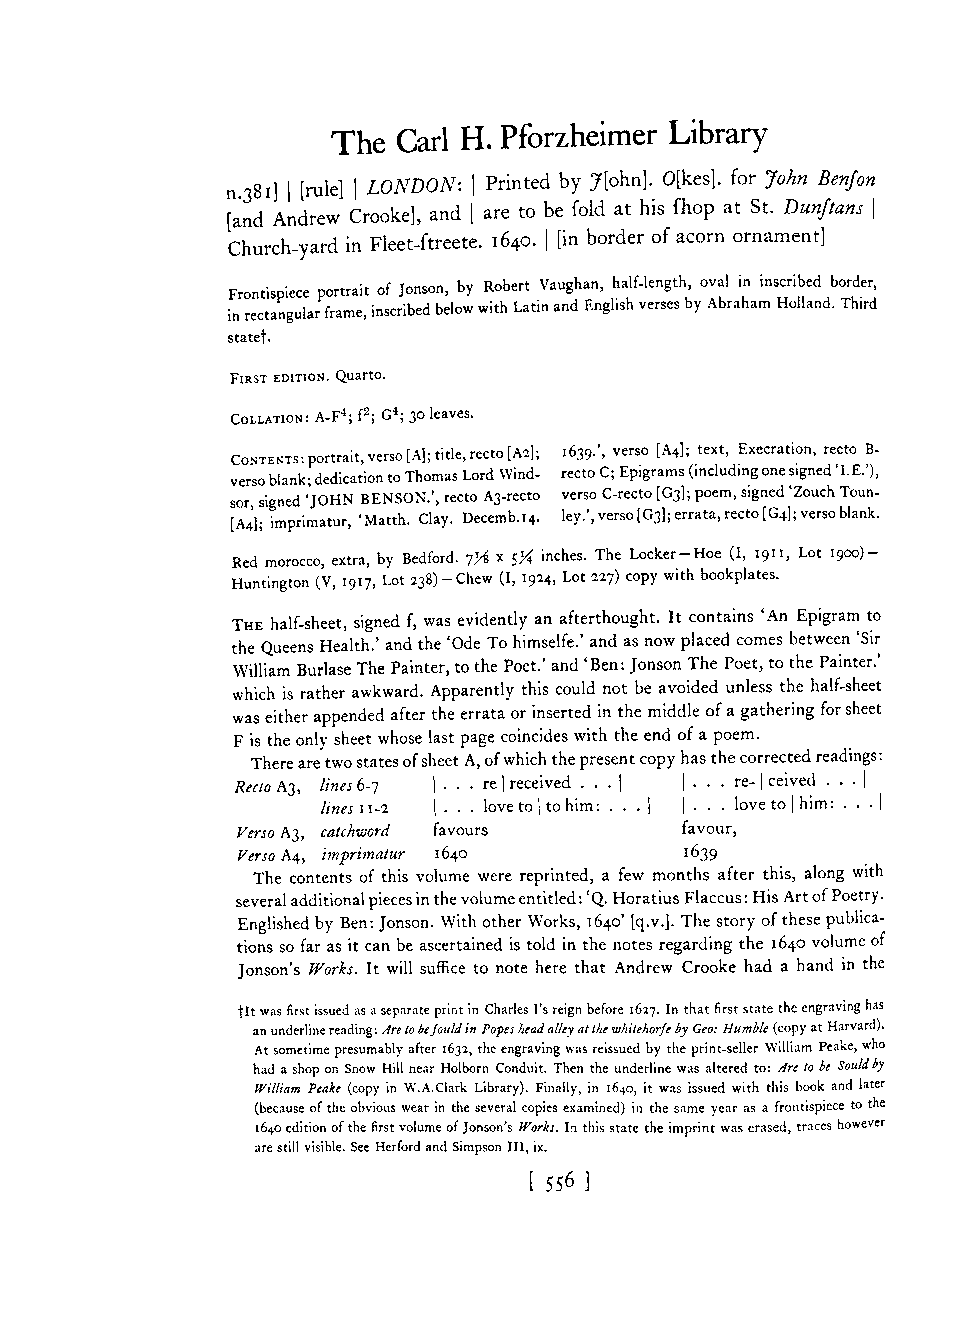 The Carl H. Pforzheimer Library
n.381] | [rule] | LONDON: | Printed by J[ohn]. O[kes]. for John Benſon
[and Andrew Crooke], and | are to be ſold at his ſhop at St. Dunſtans |
Church-yard in Fleet-ſtreete. 1640. | [in border of acorn ornament]
Frontispiece portrait of Jonson, by Robert Vaughan, half-length, oval in inscribed border,
in rectangular frame, inscribed below with Latin and English verses by Abraham Holland. Third
state†.
FIRST EDITION. Quarto.
COLLATION: A-F⁴; f²; G⁴; 30 leaves.
CONTENTS: portrait, verso [A]; title, recto [A2];
verso blank; dedication to Thomas Lord Wind-
sor, signed ‘JOHN BENSON.’, recto A3-recto
[A4]; imprimatur, ‘Matth. Clay. Decemb.14.
1639.’, verso [A4]; text, Execration, recto B-
recto C; Epigrams (including one signed ‘I.E.’),
verso C-recto [G3]; poem, signed ‘Zouch Toun-
ley.’, verso [G3]; errata, recto [G4]; verso blank.
Red morocco, extra, by Bedford. 7⅛ x 5¼ inches. The Locker—Hoe (I, 1911, Lot 1900)—
Huntington (V, 1917, Lot 238)—Chew (I, 1924, Lot 227) copy with bookplates.
THE half-sheet, signed f, was evidently an afterthought. It contains ‘An Epigram to
the Queens Health.’ and the ‘Ode To himselfe.’ and as now placed comes between ‘Sir
William Burlase The Painter, to the Poet.’ and ‘Ben: Jonson The Poet, to the Painter.’
which is rather awkward. Apparently this could not be avoided unless the half-sheet
was either appended after the errata or inserted in the middle of a gathering for sheet
F is the only sheet whose last page coincides with the end of a poem.
There are two states of sheet A, of which the present copy has the corrected readings:
Recto A3, lines 6-7 | . . . re | received . . . | | . . . re- | ceived . . . |
lines 11-2 | . . . love to | to him: . . . | | . . . love to | him: . . . |
Verso A3, catchword favours favour,
Verso A4, imprimatur 1640 1639
The contents of this volume were reprinted, a few months after this, along with
several additional pieces in the volume entitled: ‘Q. Horatius Flaccus: His Art of Poetry.
Englished by Ben: Jonson. With other Works, 1640’ [q.v.]. The story of these publica-
tions so far as it can be ascertained is told in the notes regarding the 1640 volume of
Jonson's Works. It will suffice to note here that Andrew Crooke had a hand in the
†It was first issued as a separate print in Charles I's reign before 1627. In that first state the engraving has
an underline reading: Are to be ſould in Popes head alley at the whitehorſe by Geo: Humble (copy at Harvard).
At sometime presumably after 1632, the engraving was reissued by the print-seller William Peake, who
had a shop on Snow Hill near Holborn Conduit. Then the underline was altered to: Are to be Sould by
William Peake (copy in W.A.Clark Library). Finally, in 1640, it was issued with this book and later
(because of the obvious wear in the several copies examined) in the same year as a frontispiece to the
1640 edition of the first volume of Jonson's Works. In this state the imprint was erased, traces however
are still visible. See Herford and Simpson III, ix.
[ 556 ]